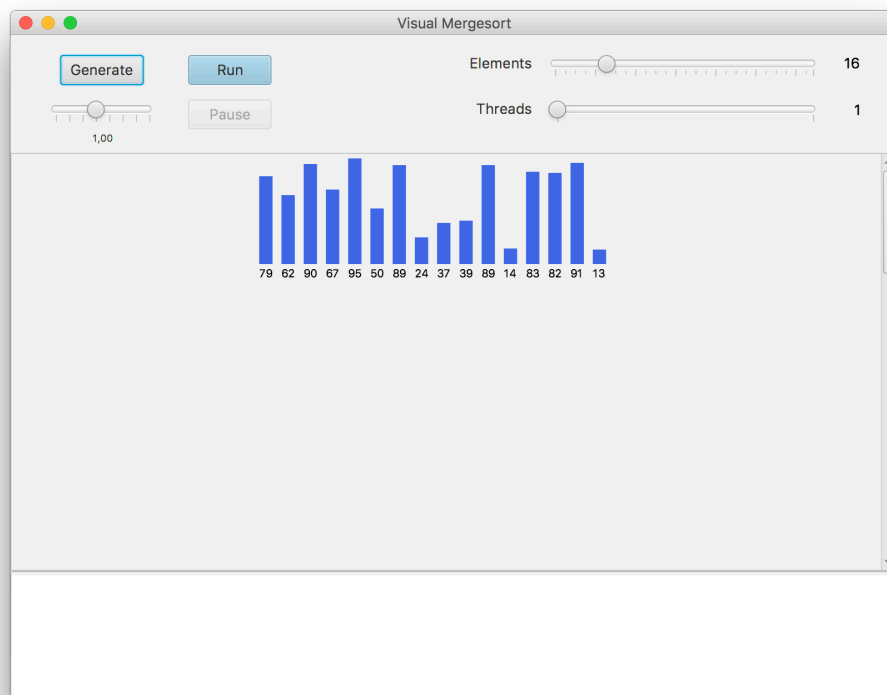 Visual Mergesort
Generate Run Elements 16
Pause Threads 1
1,00
79 62 90 67 95 50 89 24 37 39 89 14 83 82 91 13